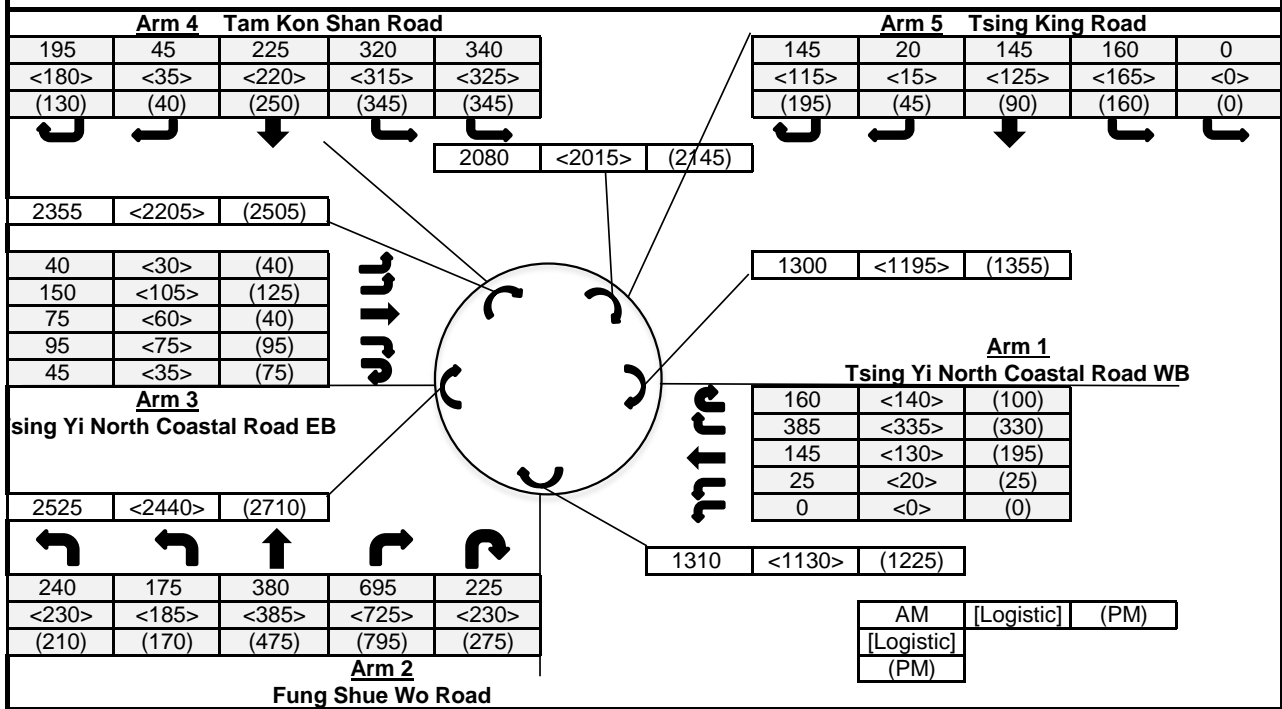 Arm 4 Tam Kon Shan Road
Arm 5 Tsing King Road
195 45 225 320 340
145 20 145 160 0
<180> <35> <220> <315> <325>
<115> <15> <125> <165> <0>
(130) (40) (250) (345) (345)
(195) (45) (90) (160) (0)
2080 <2015> (2145)
2355 <2205> (2505)
40 <30> (40)
1300 <1195> (1355)
150 <105> (125)
75 <60> (40)
95 <75> (95)
45 <35> (75)
Arm 1
Tsing Yi North Coastal Road WB
Arm 3
sing Yi North Coastal Road EB
160 <140> (100)
385 <335> (330)
145 <130> (195)
25 <20> (25)
0 <0> (0)
2525 <2440> (2710)
1310 <1130> (1225)
240 175 380 695 225
<230> <185> <385> <725> <230>
(210) (170) (475) (795) (275)
AM [Logistic] (PM)
[Logistic]
(PM)
Arm 2
Fung Shue Wo Road